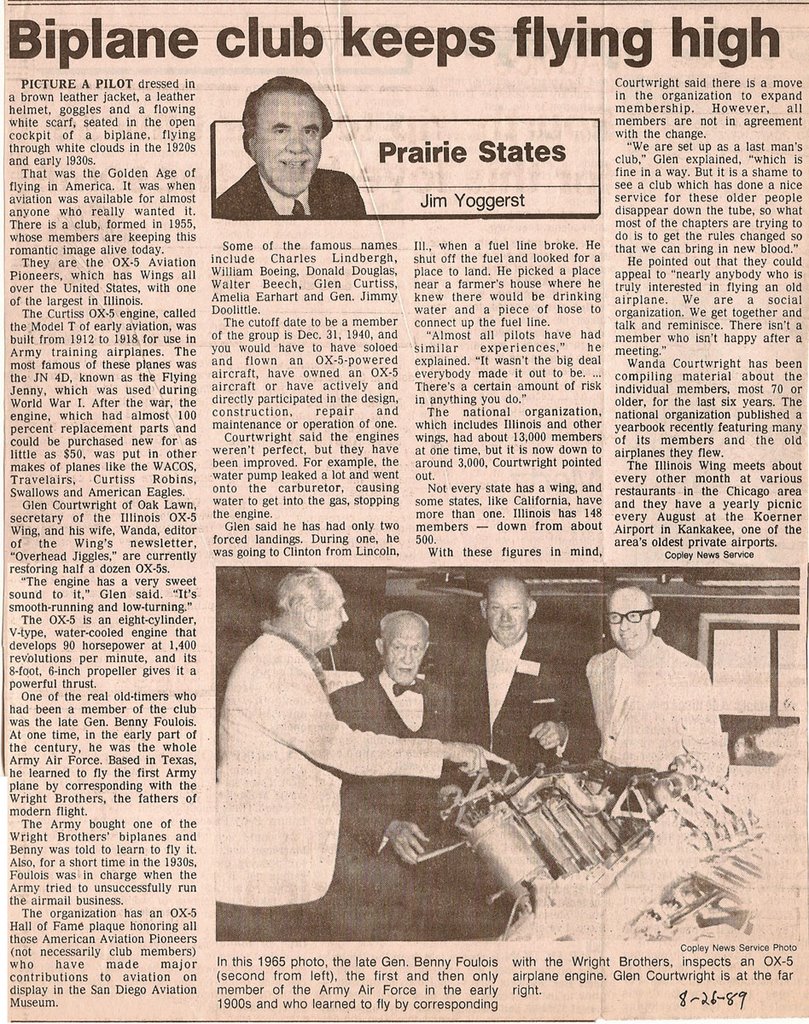 Biplane club keeps flying high
PICTURE A PILOT dressed in
a brown leather jacket, a leather
helmet, goggles and a flowing
white scarf, seated in the open
cockpit of a biplane, flying
through white clouds in the 1920s
and early 1930s.
That was the Golden Age of
flying in America. It was when
aviation was available for almost
anyone who really wanted it.
There is a club, formed in 1955,
whose members are keeping this
romantic image alive today.
They are the OX-5 Aviation
Pioneers, which has Wings all
over the United States, with one
of the largest in Illinois.
The Curtiss OX-5 engine, called
the Model T of early aviation, was
built from 1912 to 1918 for use in
Army training airplanes. The
most famous of these planes was
the JN 4D, known as the Flying
Jenny, which was used during
World War I. After the war, the
engine, which had almost 100
percent replacement parts and
could be purchased new for as
little as $50, was put in other
makes of planes like the WACOS,
Travelairs, Curtiss Robins,
Swallows and American Eagles.
Glen Courtwright of Oak Lawn,
secretary of the Illinois OX-5
Wing, and his wife, Wanda, editor
of the Wing's newsletter,
"Overhead Jiggles," are currently
restoring half a dozen OX-5s.
"The engine has a very sweet
sound to it," Glen said. "It's
smooth-running and low-turning."
The OX-5 is an eight-cylinder,
V-type, water-cooled engine that
develops 90 horsepower at 1,400
revolutions per minute, and its
8-foot, 6-inch propeller gives it a
powerful thrust.
One of the real old-timers who
had been a member of the club
was the late Gen. Benny Foulois.
At one time, in the early part of
the century, he was the whole
Army Air Force. Based in Texas,
he learned to fly the first Army
plane by corresponding with the
Wright Brothers, the fathers of
modern flight.
The Army bought one of the
Wright Brothers' biplanes and
Benny was told to learn to fly it.
Also, for a short time in the 1930s,
Foulois was in charge when the
Army tried to unsuccessfully run
the airmail business.
The organization has an OX-5
Hall of Fame plaque honoring all
those American Aviation Pioneers
(not necessarily club members)
who have made major
contributions to aviation on
display in the San Diego Aviation
Museum.
Prairie States
Jim Yoggerst
Some of the famous names
include Charles Lindbergh,
William Boeing, Donald Douglas,
Walter Beech, Glen Curtiss,
Amelia Earhart and Gen. Jimmy
Doolittle.
The cutoff date to be a member
of the group is Dec. 31, 1940, and
you would have to have soloed
and flown an OX-5-powered
aircraft, have owned an OX-5
aircraft or have actively and
directly participated in the design,
construction, repair and
maintenance or operation of one.
Courtwright said the engines
weren't perfect, but they have
been improved. For example, the
water pump leaked a lot and went
onto the carburetor, causing
water to get into the gas, stopping
the engine.
Glen said he has had only two
forced landings. During one, he
was going to Clinton from Lincoln,
Ill., when a fuel line broke. He
shut off the fuel and looked for a
place to land. He picked a place
near a farmer's house where he
knew there would be drinking
water and a piece of hose to
connect up the fuel line.
"Almost all pilots have had
similar experiences," he
explained. "It wasn't the big deal
everybody made it out to be. ...
There's a certain amount of risk
in anything you do."
The national organization,
which includes Illinois and other
wings, had about 13,000 members
at one time, but it is now down to
around 3,000, Courtwright pointed
out.
Not every state has a wing, and
some states, like California, have
more than one. Illinois has 148
members — down from about
500.
With these figures in mind,
Courtwright said there is a move
in the organization to expand
membership. However, all
members are not in agreement
with the change.
"We are set up as a last man's
club," Glen explained, "which is
fine in a way. But it is a shame to
see a club which has done a nice
service for these older people
disappear down the tube, so what
most of the chapters are trying to
do is to get the rules changed so
that we can bring in new blood."
He pointed out that they could
appeal to "nearly anybody who is
truly interested in flying an old
airplane. We are a social
organization. We get together and
talk and reminisce. There isn't a
member who isn't happy after a
meeting."
Wanda Courtwright has been
compiling material about the
individual members, most 70 or
older, for the last six years. The
national organization published a
yearbook recently featuring many
of its members and the old
airplanes they flew.
The Illinois Wing meets about
every other month at various
restaurants in the Chicago area
and they have a yearly picnic
every August at the Koerner
Airport in Kankakee, one of the
area's oldest private airports.
Copley News Service
Copley News Service Photo
In this 1965 photo, the late Gen. Benny Foulois
(second from left), the first and then only
member of the Army Air Force in the early
1900s and who learned to fly by corresponding
with the Wright Brothers, inspects an OX-5
airplane engine. Glen Courtwright is at the far
right.
8-26-89